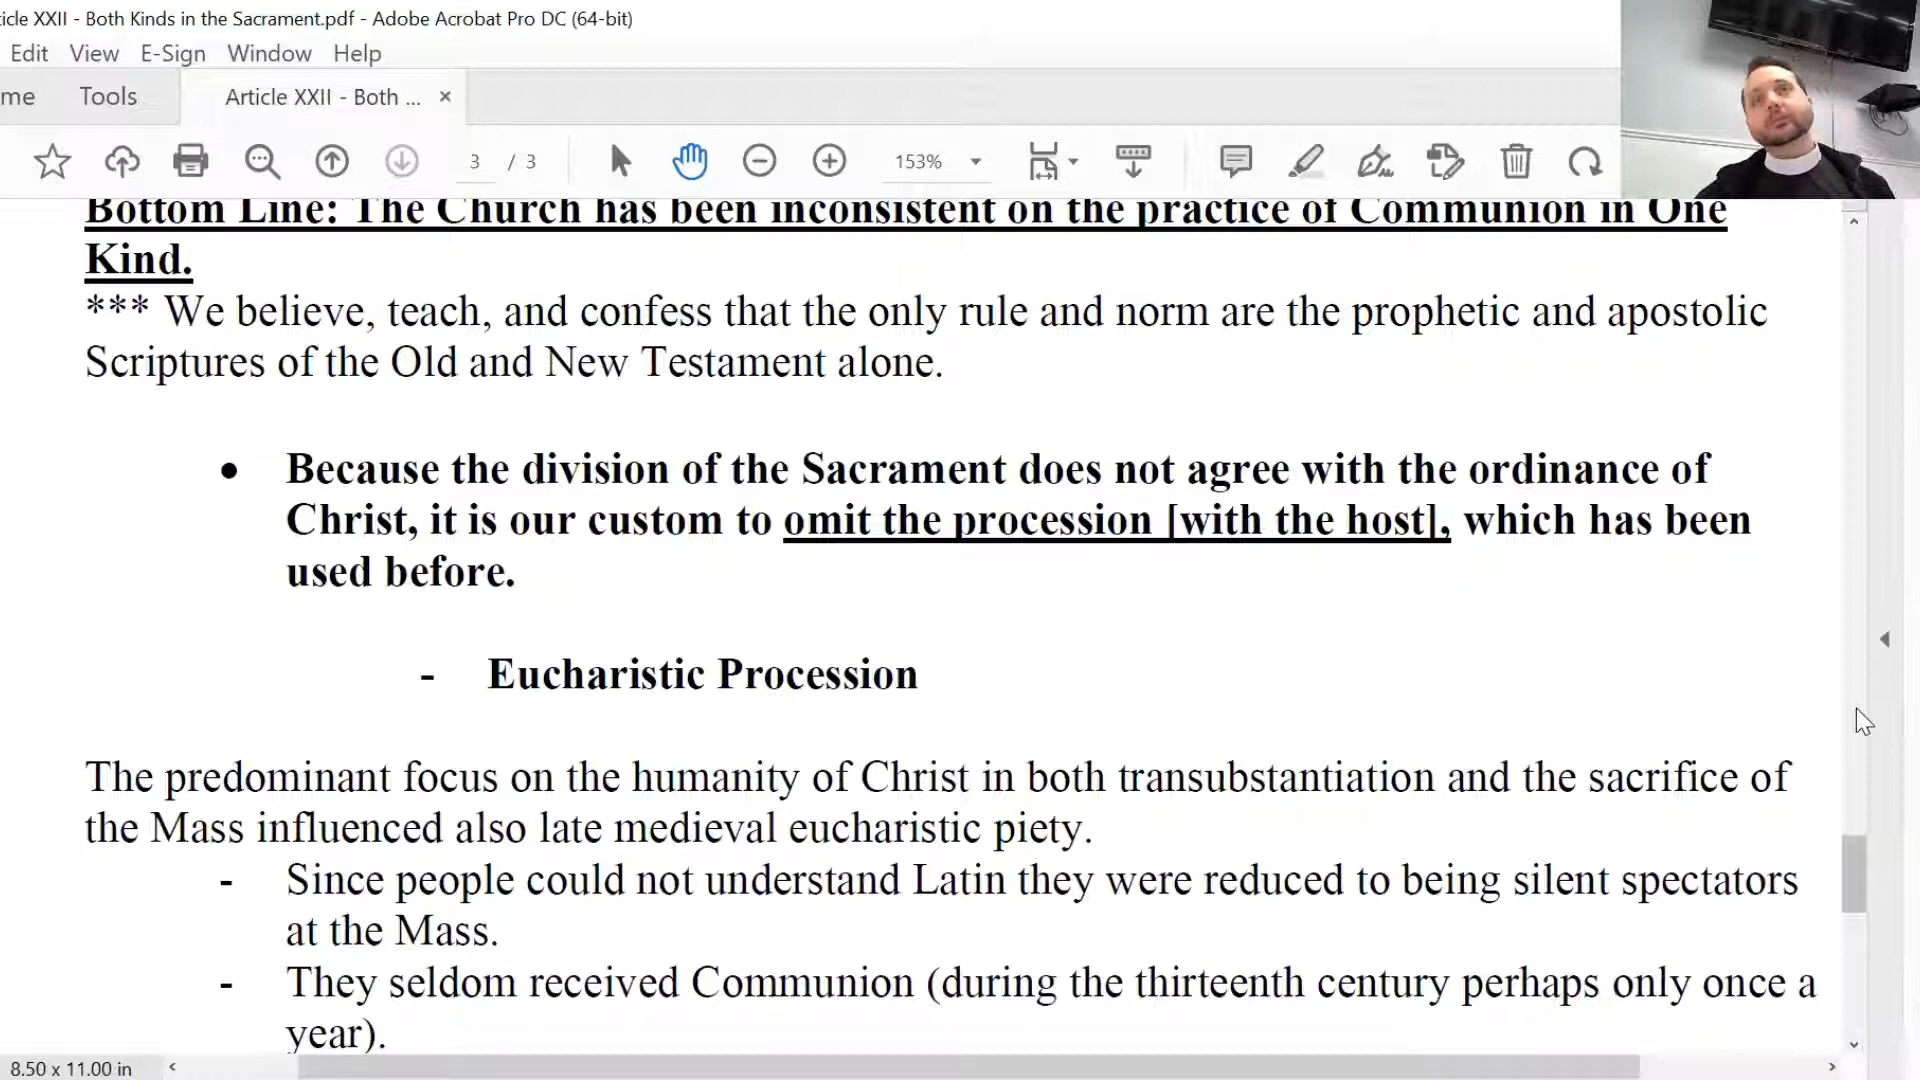 icle XXII - Both Kinds in the Sacrament.pdf - Adobe Acrobat Pro DC (64-bit)
Edit View E-Sign Window Help
me Tools Article XXII - Both ... ×
3 / 3 153%
Bottom Line: The Church has been inconsistent on the practice of Communion in One
Kind.
*** We believe, teach, and confess that the only rule and norm are the prophetic and apostolic
Scriptures of the Old and New Testament alone.
• Because the division of the Sacrament does not agree with the ordinance of
Christ, it is our custom to omit the procession [with the host], which has been
used before.
- Eucharistic Procession
The predominant focus on the humanity of Christ in both transubstantiation and the sacrifice of
the Mass influenced also late medieval eucharistic piety.
- Since people could not understand Latin they were reduced to being silent spectators
at the Mass.
- They seldom received Communion (during the thirteenth century perhaps only once a
year).
8.50 x 11.00 in